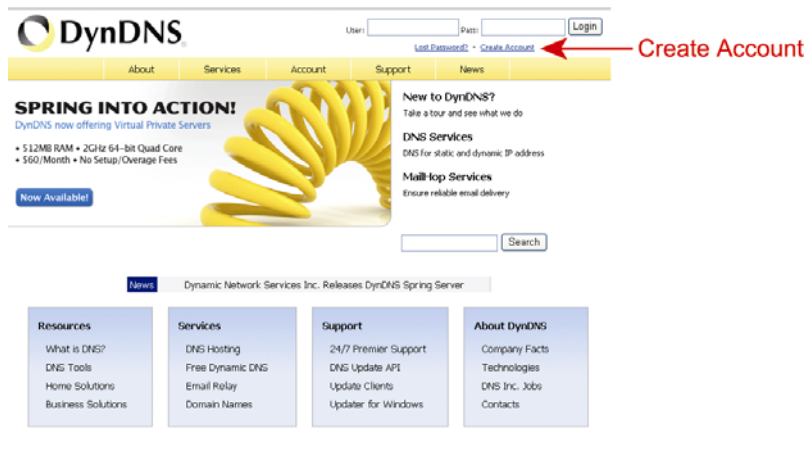 DynDNS
User: Pass: Login
Lost Password? • Create Account
Create Account
About Services Account Support News
SPRING INTO ACTION!
DynDNS now offering Virtual Private Servers
• 512MB RAM • 2GHz 64-bit Quad Core
• $60/Month • No Setup/Overage Fees
Now Available!
New to DynDNS?
Take a tour and see what we do
DNS Services
DNS for static and dynamic IP address
MailHop Services
Ensure reliable email delivery
Search
News Dynamic Network Services Inc. Releases DynDNS Spring Server
Resources
What is DNS?
DNS Tools
Home Solutions
Business Solutions
Services
DNS Hosting
Free Dynamic DNS
Email Relay
Domain Names
Support
24/7 Premier Support
DNS Update API
Update Clients
Updater for Windows
About DynDNS
Company Facts
Technologies
DNS Inc. Jobs
Contacts